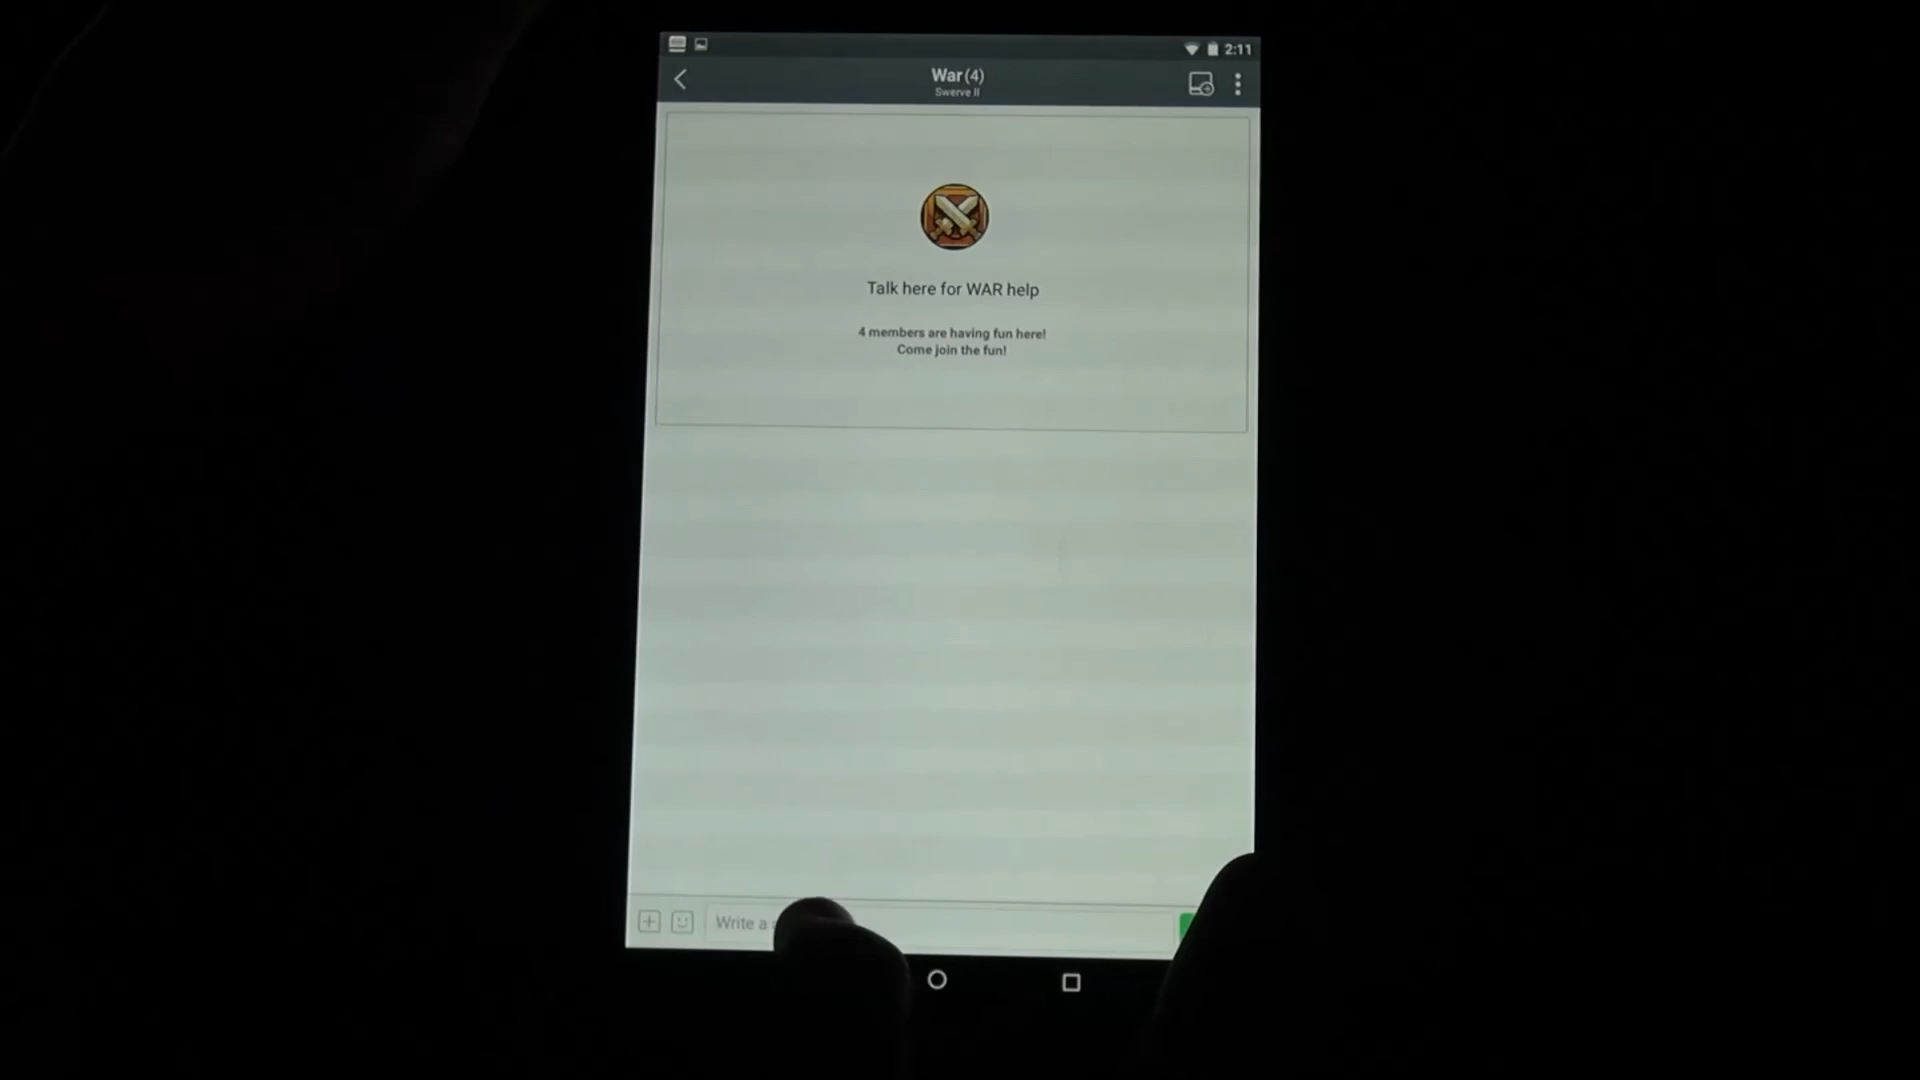 2:11
War(4)
Swerve II
Talk here for WAR help
4 members are having fun here!
Come join the fun!
Write a